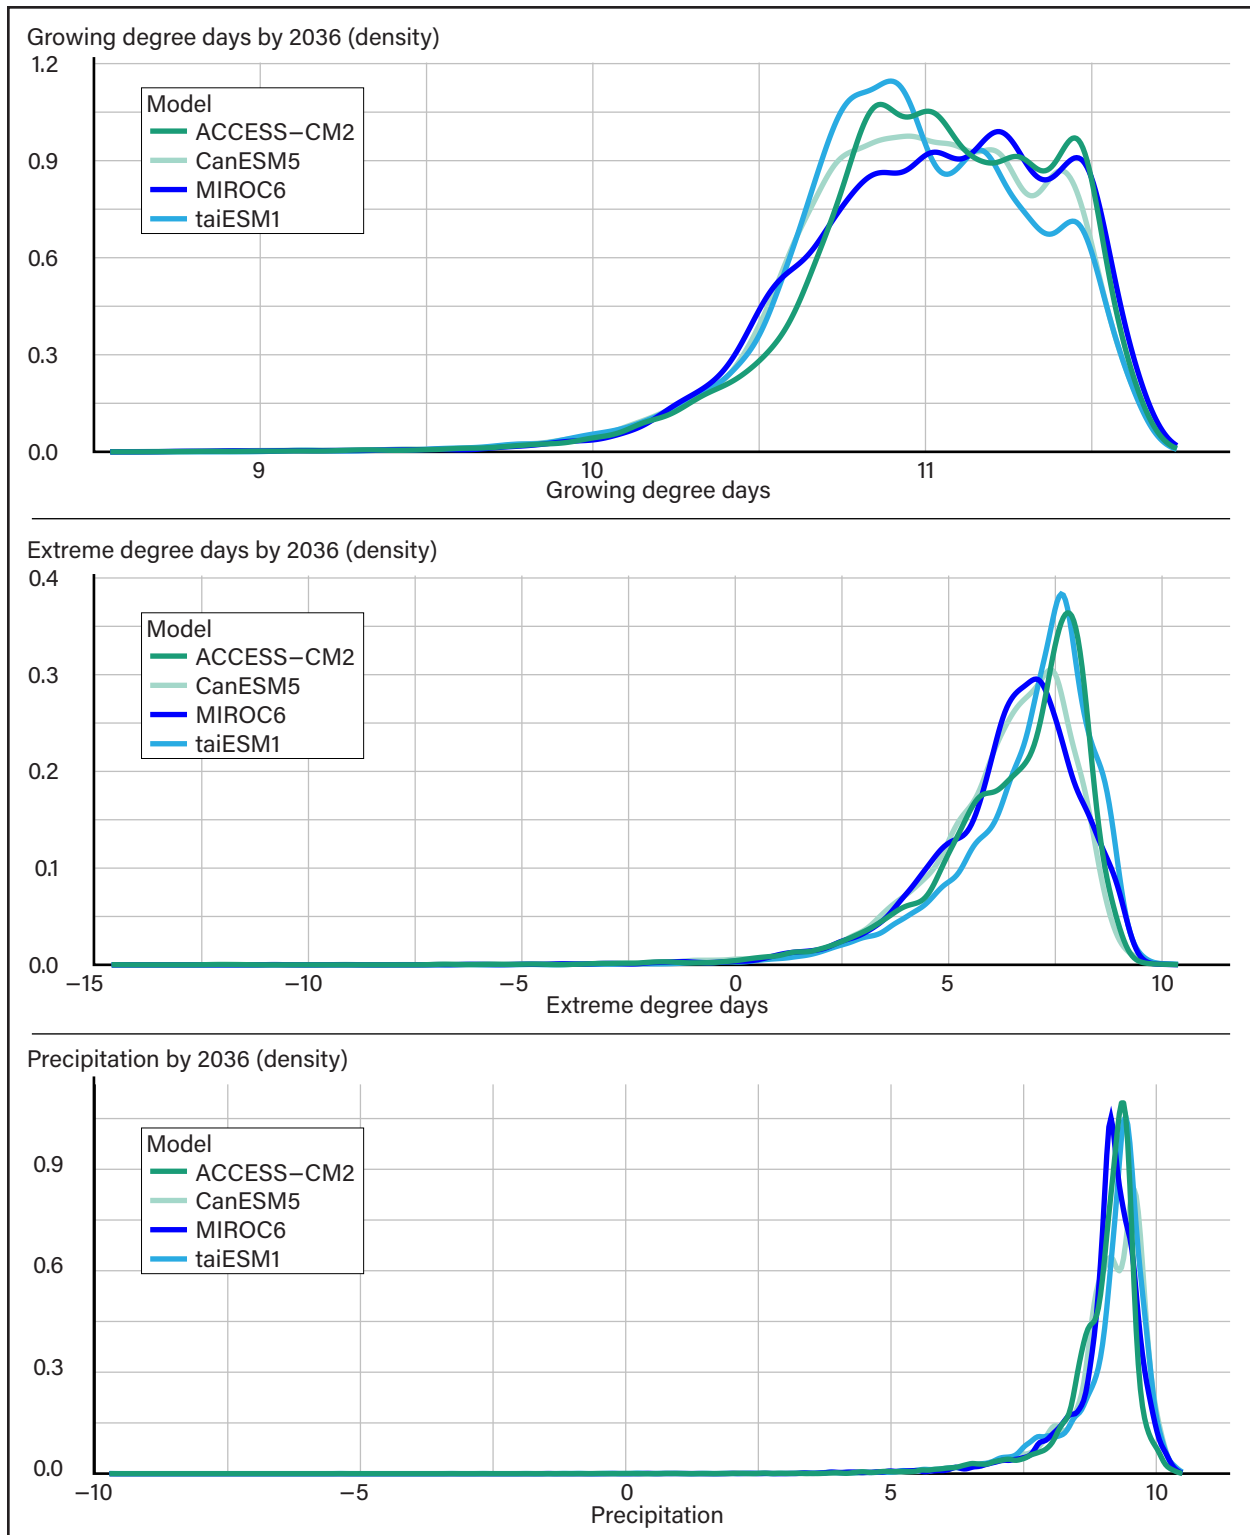 Growing degree days by 2036 (density)
1.2
Model
ACCESS–CM2
CanESM5
MIROC6
taiESM1
0.9
0.6
0.3
0.0
9 10 11
Growing degree days
Extreme degree days by 2036 (density)
0.4
Model
ACCESS–CM2
CanESM5
MIROC6
taiESM1
0.3
0.2
0.1
0.0
–15 –10 –5 0 5 10
Extreme degree days
Precipitation by 2036 (density)
Model
ACCESS–CM2
CanESM5
MIROC6
taiESM1
0.9
0.6
0.3
0.0
–10 –5 0 5 10
Precipitation